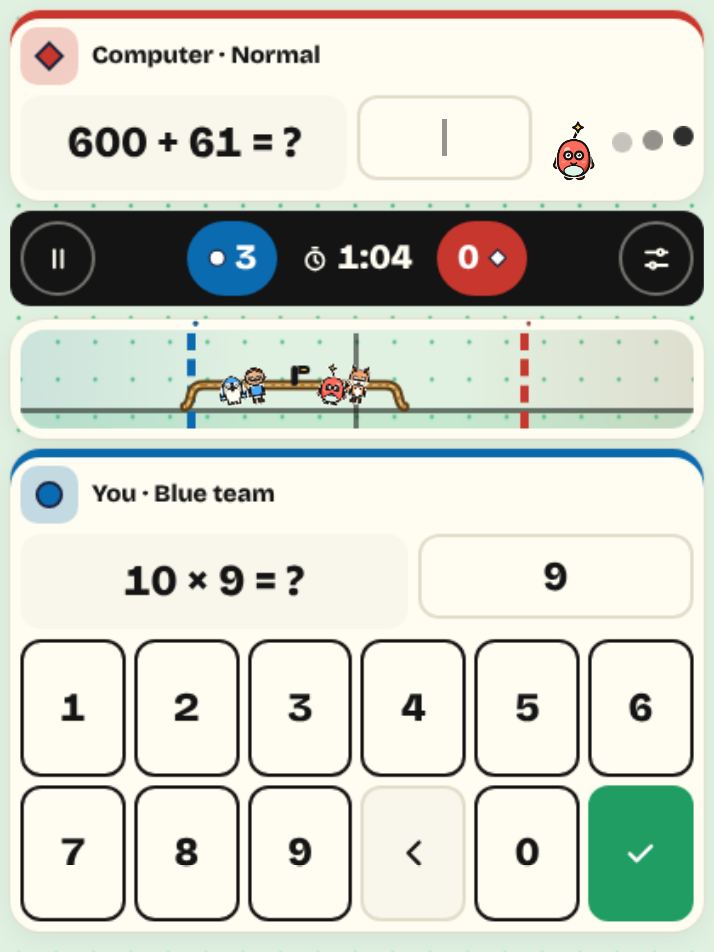 Computer · Normal
600 + 61 = ?
3 1:04 0
You · Blue team
10 × 9 = ? 9
1 2 3 4 5 6
7 8 9 0